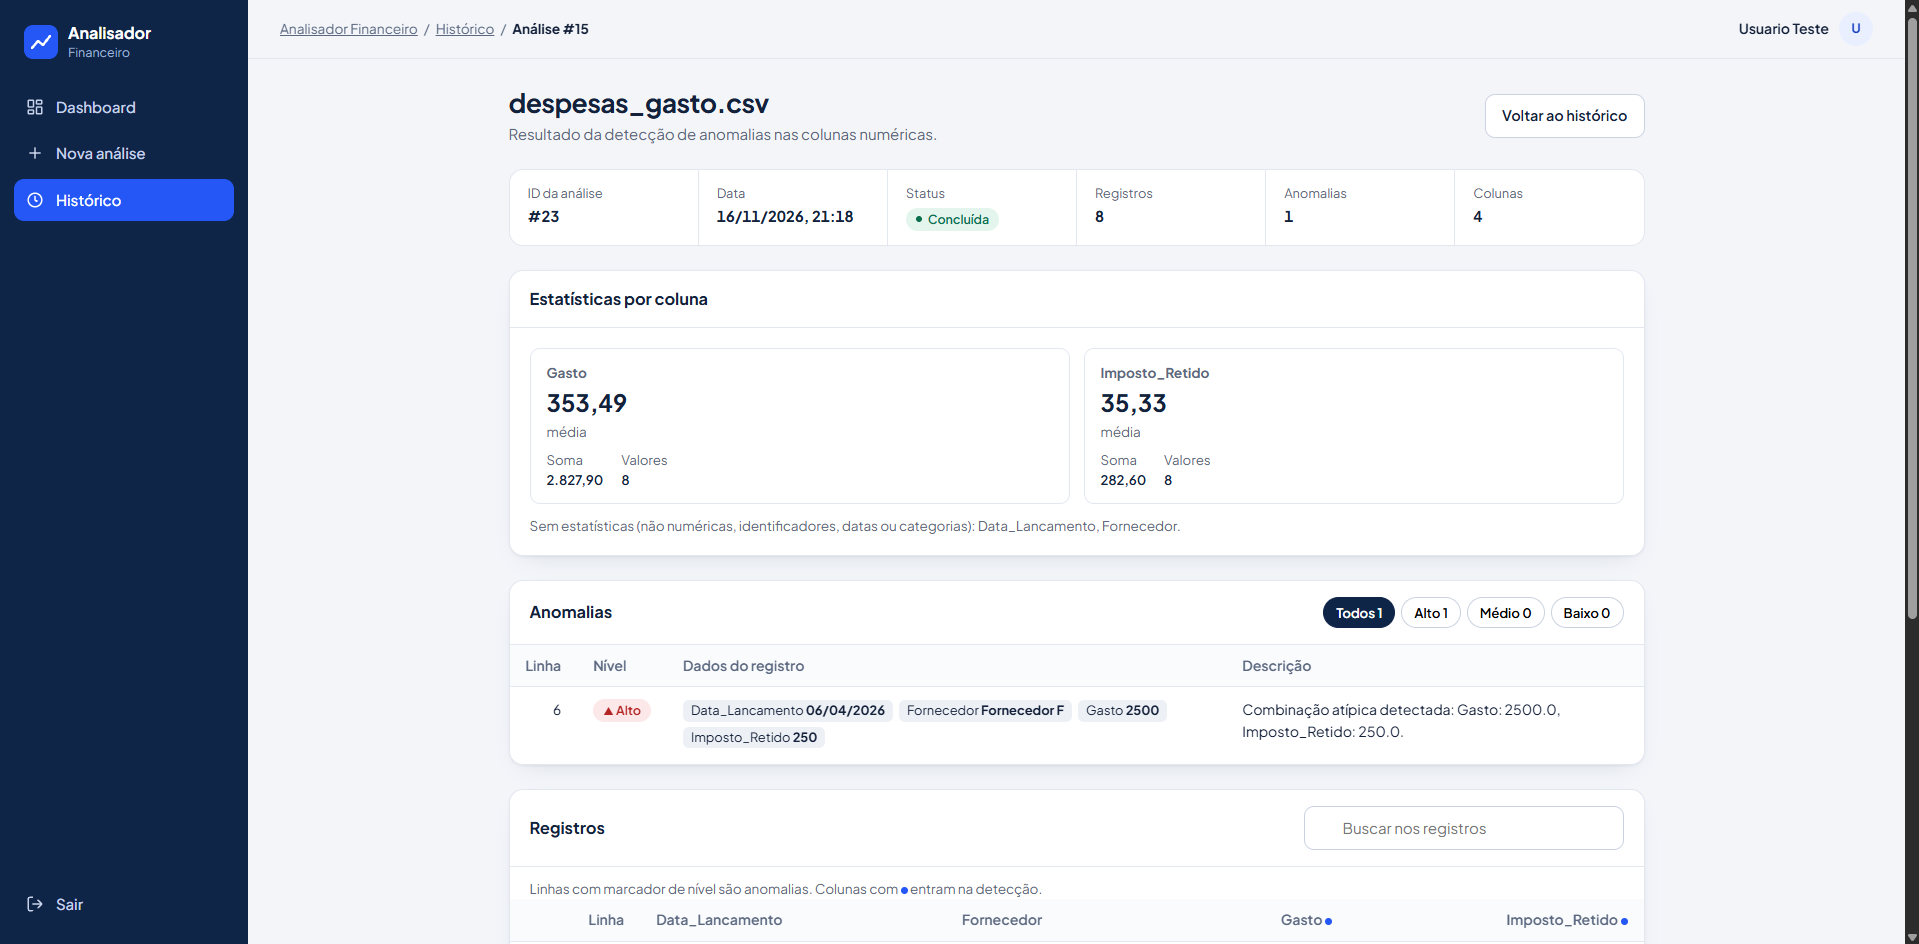 Analisador
Financeiro
Dashboard
Nova análise
Histórico
Sair
Analisador Financeiro / Histórico / Análise #15
Usuario Teste U
despesas_gasto.csv
Resultado da detecção de anomalias nas colunas numéricas.
Voltar ao histórico
ID da análise
#23
Data
16/11/2026, 21:18
Status
Concluída
Registros
8
Anomalias
1
Colunas
4
Estatísticas por coluna
Gasto
353,49
média
Soma Valores
2.827,90 8
Imposto_Retido
35,33
média
Soma Valores
282,60 8
Sem estatísticas (não numéricas, identificadores, datas ou categorias): Data_Lancamento, Fornecedor.
Anomalias
Todos 1 Alto 1 Médio 0 Baixo 0
Linha Nível Dados do registro Descrição
6 Alto Data_Lancamento 06/04/2026 Fornecedor Fornecedor F Gasto 2500
Imposto_Retido 250
Combinação atípica detectada: Gasto: 2500.0,
Imposto_Retido: 250.0.
Registros
Buscar nos registros
Linhas com marcador de nível são anomalias. Colunas com ● entram na detecção.
Linha Data_Lancamento Fornecedor Gasto ● Imposto_Retido ●